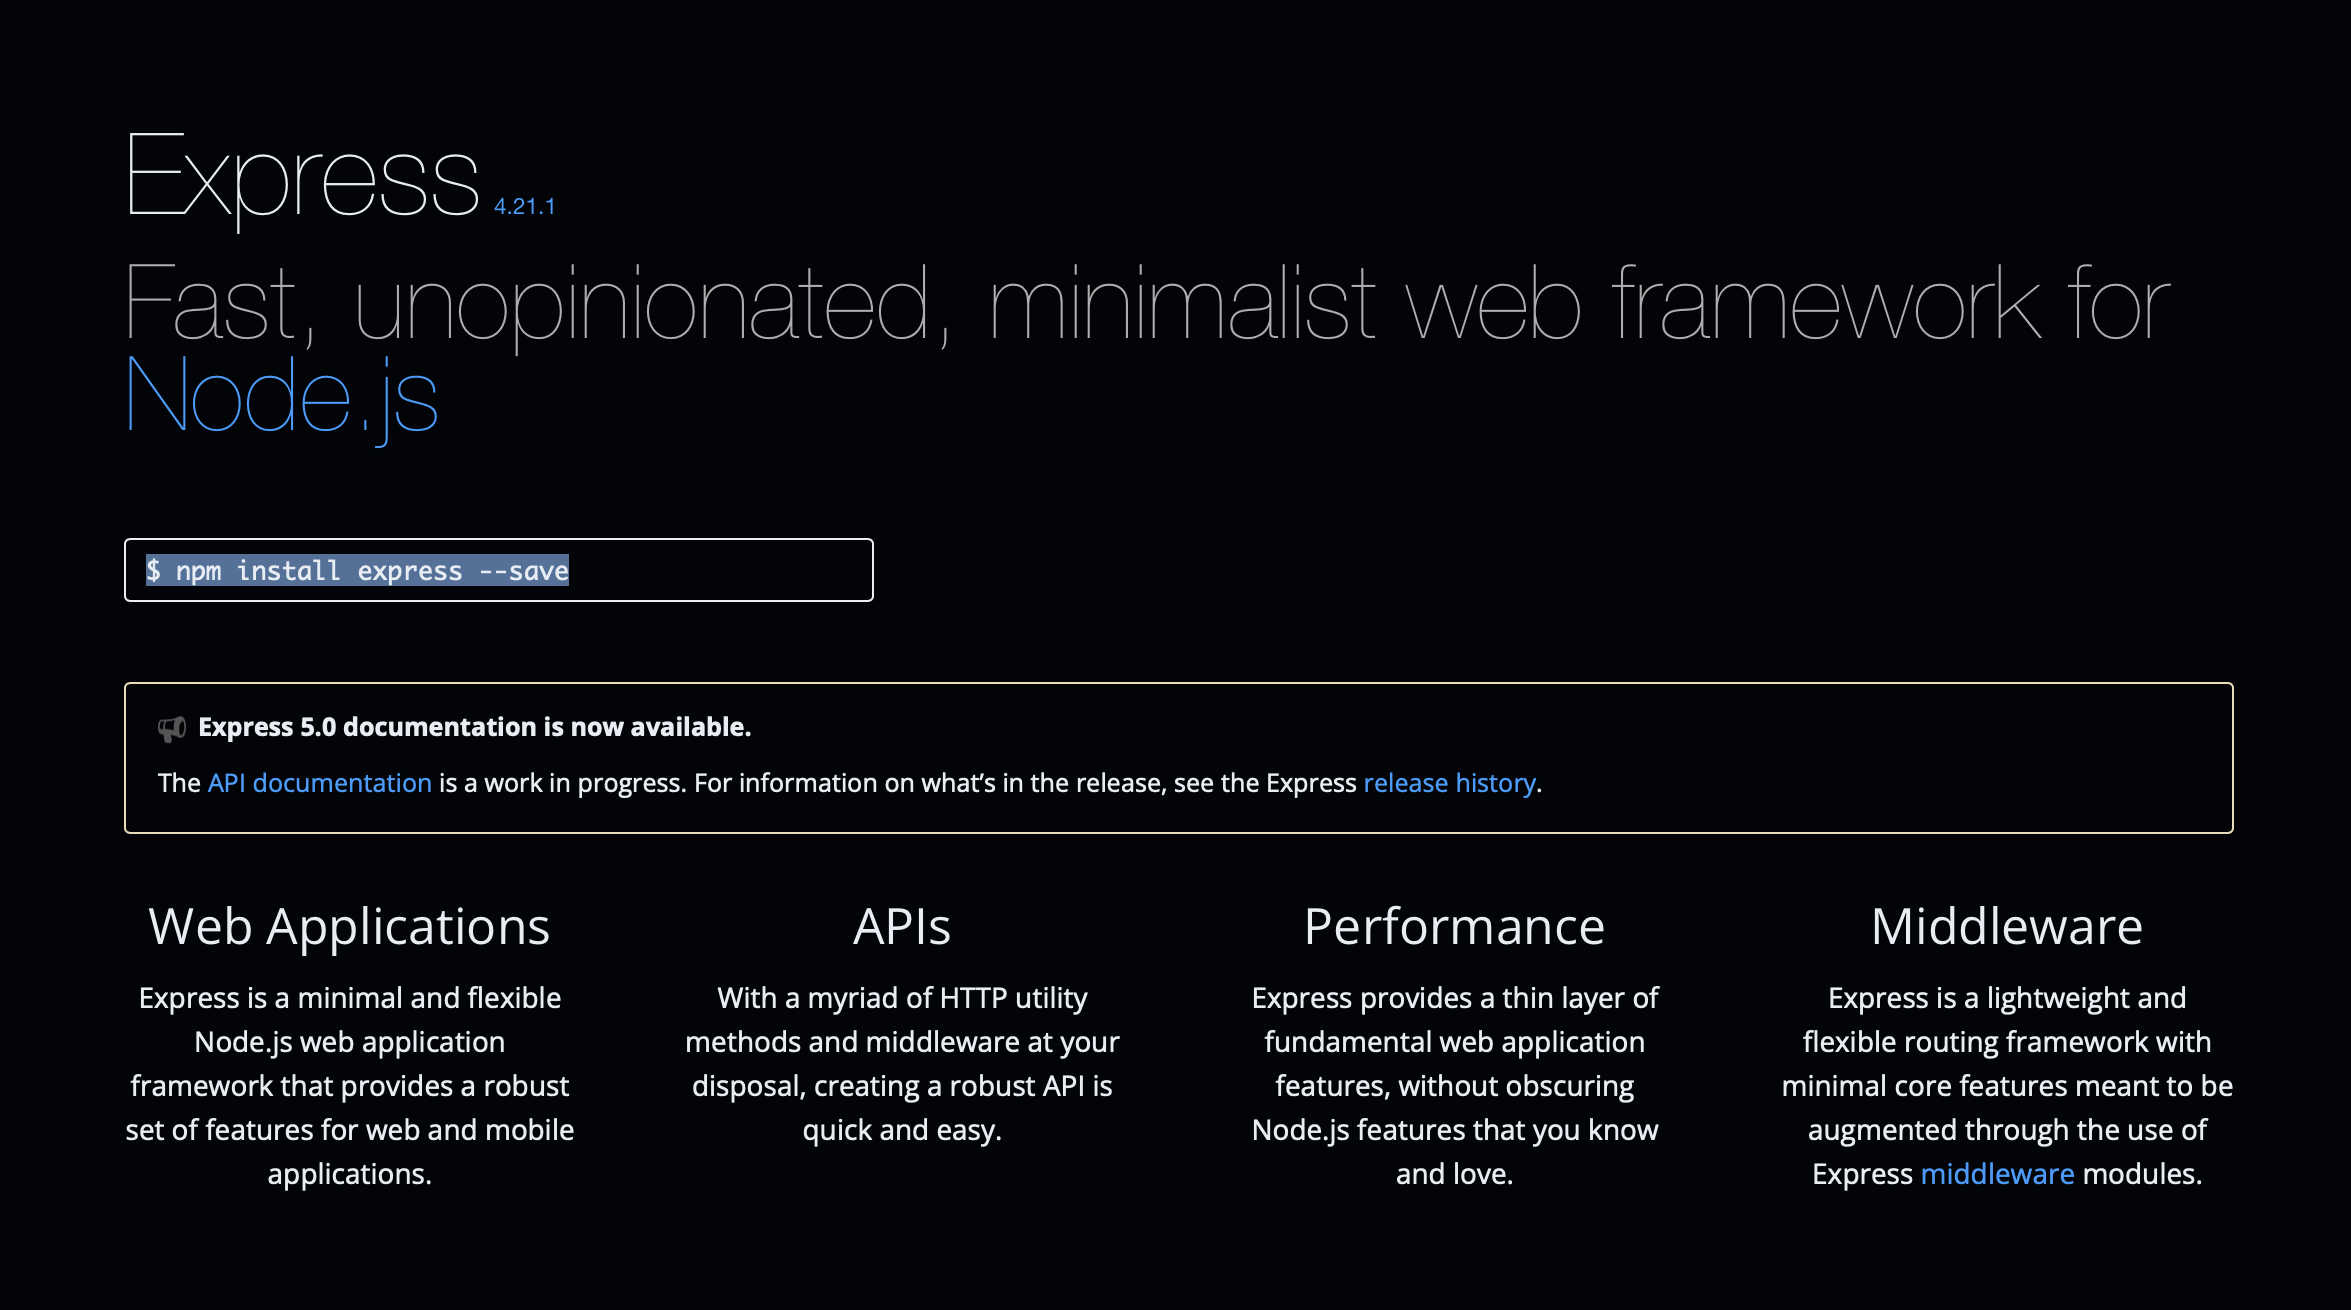 Express 4.21.1
Fast, unopinionated, minimalist web framework for
Node.js
$ npm install express --save
Express 5.0 documentation is now available.
The API documentation is a work in progress. For information on what’s in the release, see the Express release history.
Web Applications
Express is a minimal and flexible
Node.js web application
framework that provides a robust
set of features for web and mobile
applications.
APIs
With a myriad of HTTP utility
methods and middleware at your
disposal, creating a robust API is
quick and easy.
Performance
Express provides a thin layer of
fundamental web application
features, without obscuring
Node.js features that you know
and love.
Middleware
Express is a lightweight and
flexible routing framework with
minimal core features meant to be
augmented through the use of
Express middleware modules.